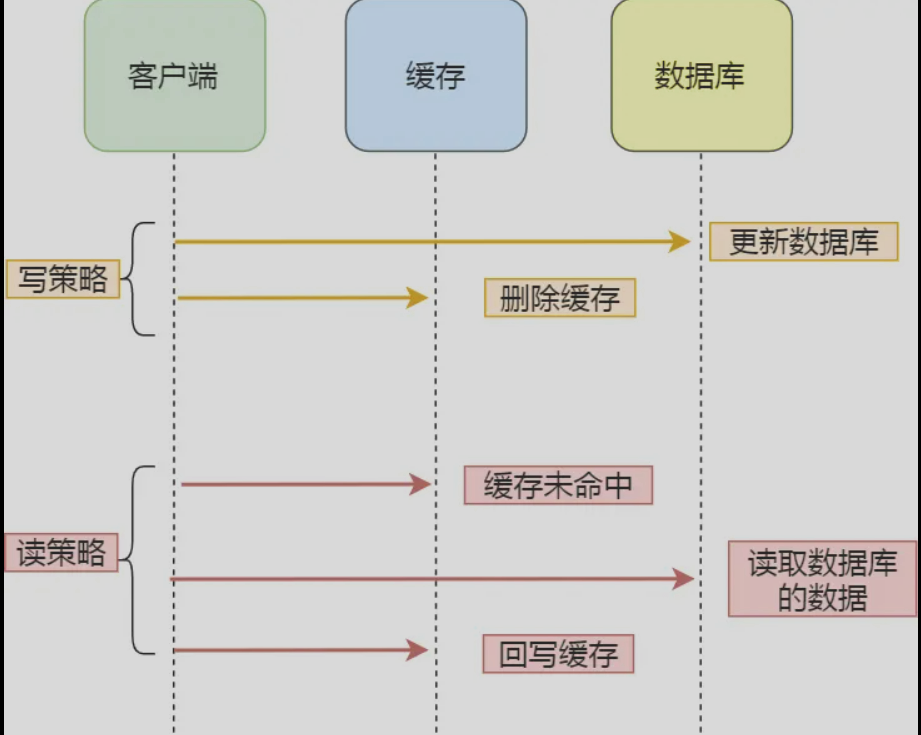 客户端
缓存
数据库
更新数据库
写策略
删除缓存
缓存未命中
读策略
读取数据库
的数据
回写缓存